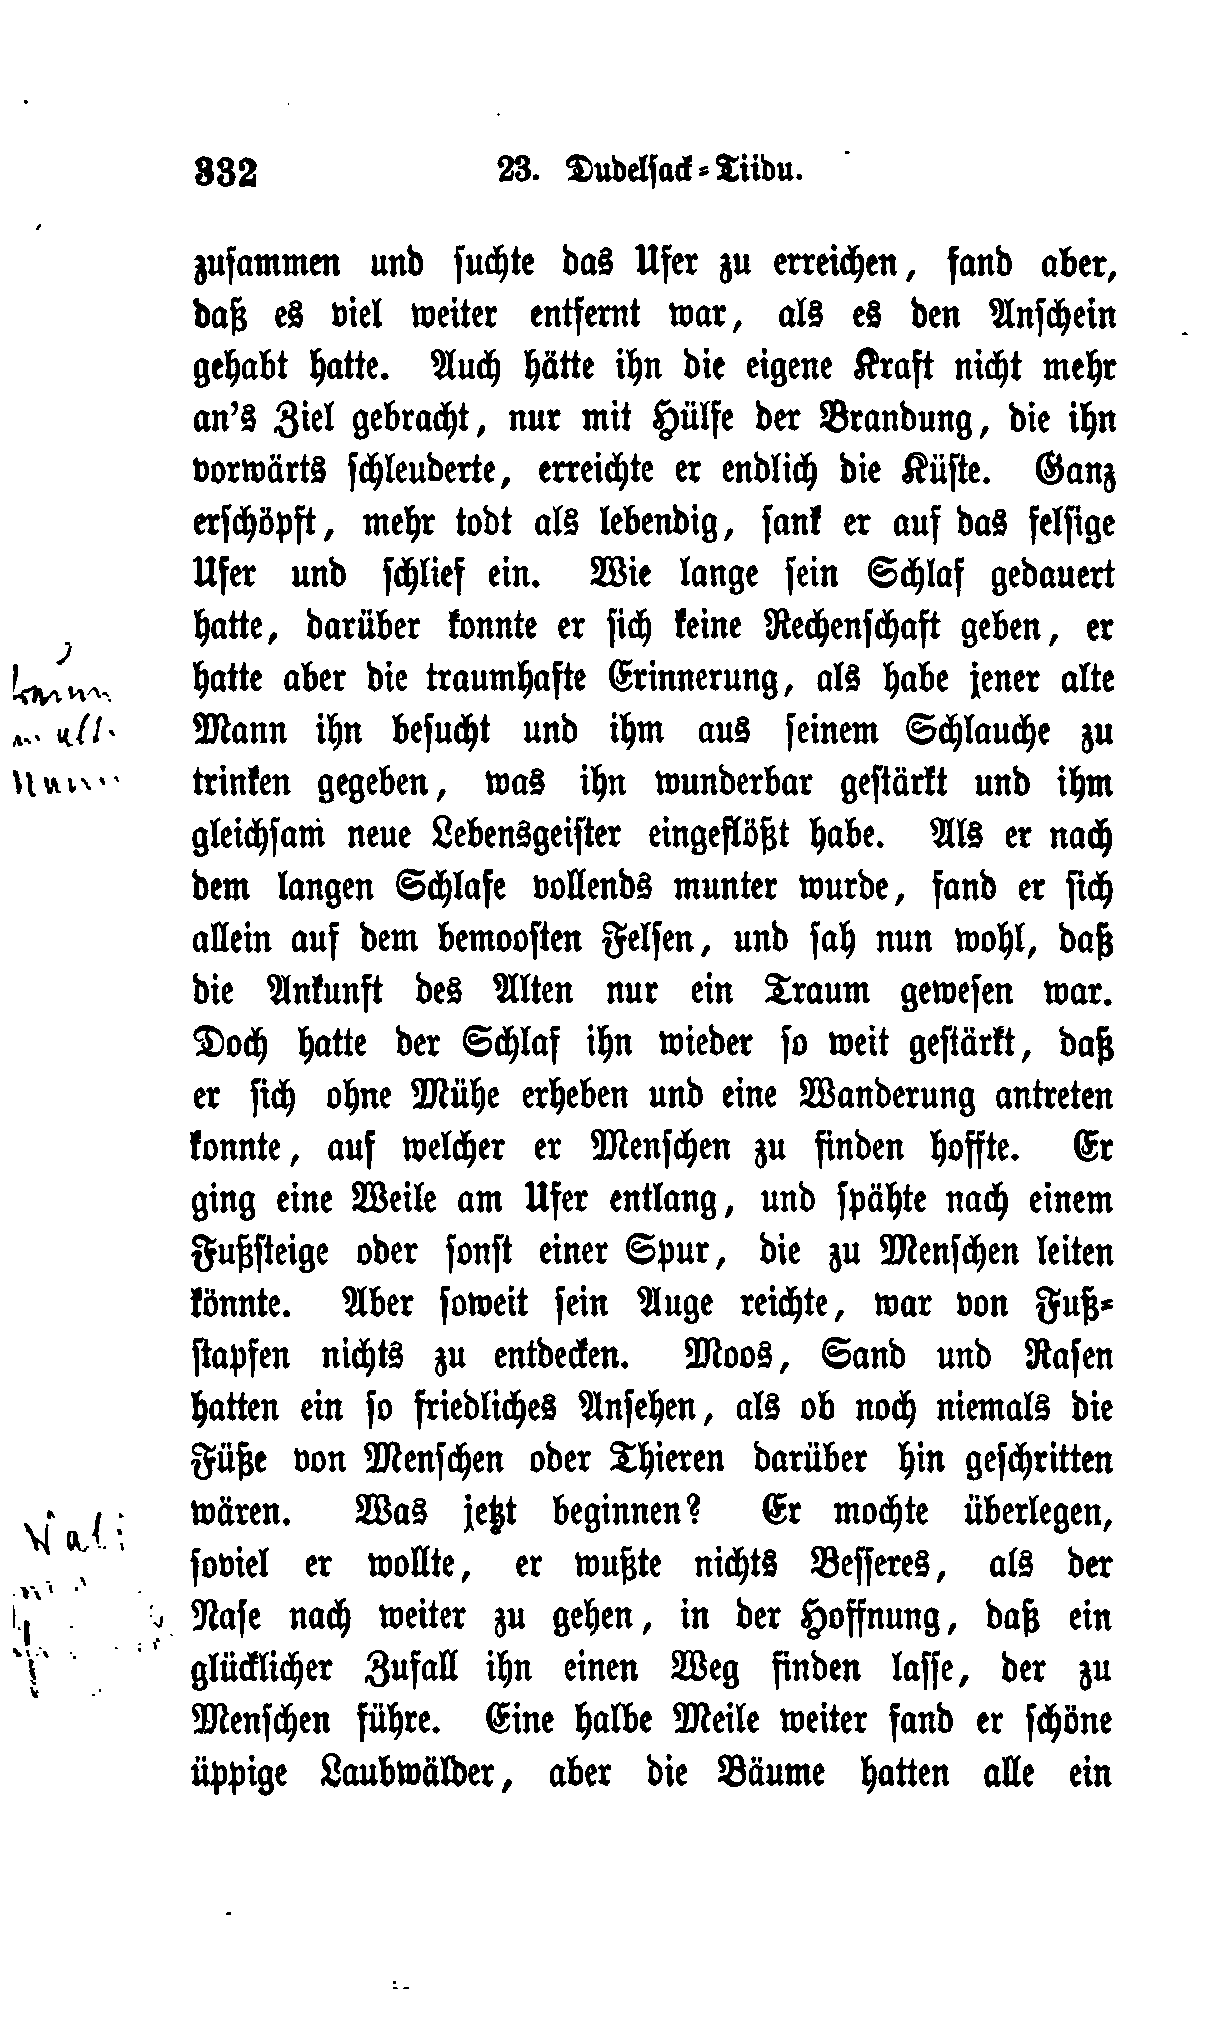 332 23. Dudelsack-Tiidu.
zusammen und suchte das Ufer zu erreichen, fand aber,
daß es viel weiter entfernt war, als es den Anschein
gehabt hatte. Auch hätte ihn die eigene Kraft nicht mehr
an's Ziel gebracht, nur mit Hülfe der Brandung, die ihn
vorwärts schleuderte, erreichte er endlich die Küste. Ganz
erschöpft, mehr todt als lebendig, sank er auf das felsige
Ufer und schlief ein. Wie lange sein Schlaf gedauert
hatte, darüber konnte er sich keine Rechenschaft geben, er
hatte aber die traumhafte Erinnerung, als habe jener alte
Mann ihn besucht und ihm aus seinem Schlauche zu
trinken gegeben, was ihn wunderbar gestärkt und ihm
gleichsam neue Lebensgeister eingeflößt habe. Als er nach
dem langen Schlafe vollends munter wurde, fand er sich
allein auf dem bemoosten Felsen, und sah nun wohl, daß
die Ankunft des Alten nur ein Traum gewesen war.
Doch hatte der Schlaf ihn wieder so weit gestärkt, daß
er sich ohne Mühe erheben und eine Wanderung antreten
konnte, auf welcher er Menschen zu finden hoffte. Er
ging eine Weile am Ufer entlang, und spähte nach einem
Fußsteige oder sonst einer Spur, die zu Menschen leiten
könnte. Aber soweit sein Auge reichte, war von Fuß-
stapfen nichts zu entdecken. Moos, Sand und Rasen
hatten ein so friedliches Ansehen, als ob noch niemals die
Füße von Menschen oder Thieren darüber hin geschritten
wären. Was jetzt beginnen? Er mochte überlegen,
soviel er wollte, er wußte nichts Besseres, als der
Nase nach weiter zu gehen, in der Hoffnung, daß ein
glücklicher Zufall ihn einen Weg finden lasse, der zu
Menschen führe. Eine halbe Meile weiter fand er schöne
üppige Laubwälder, aber die Bäume hatten alle ein